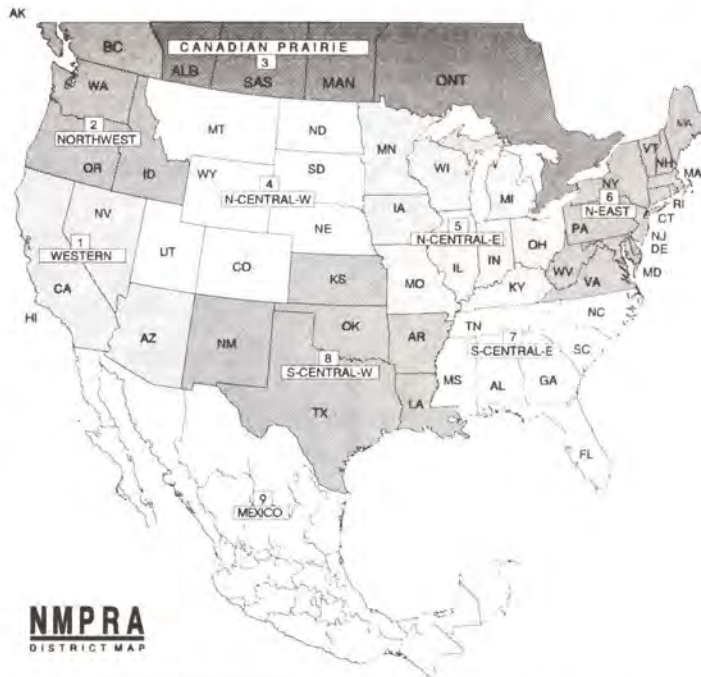 AK
BC
CANADIAN PRAIRIE
3
ALB
SAS
MAN
ONT
WA
2
NORTHWEST
OR
ID
MT
ND
MN
WY
SD
4
N-CENTRAL-W
NE
WI
MI
IA
5
N-CENTRAL-E
IL
IN
OH
MO
KY
VT
NH
MA
NY
6
N-EAST
RI
CT
PA
NJ
DE
MD
WV
VA
NV
1
WESTERN
CA
UT
CO
KS
HI
AZ
NM
OK
AR
8
S-CENTRAL-W
TX
LA
TN
NC
7
S-CENTRAL-E
SC
MS
AL
GA
FL
9
MEXICO
NMPRA
DISTRICT MAP